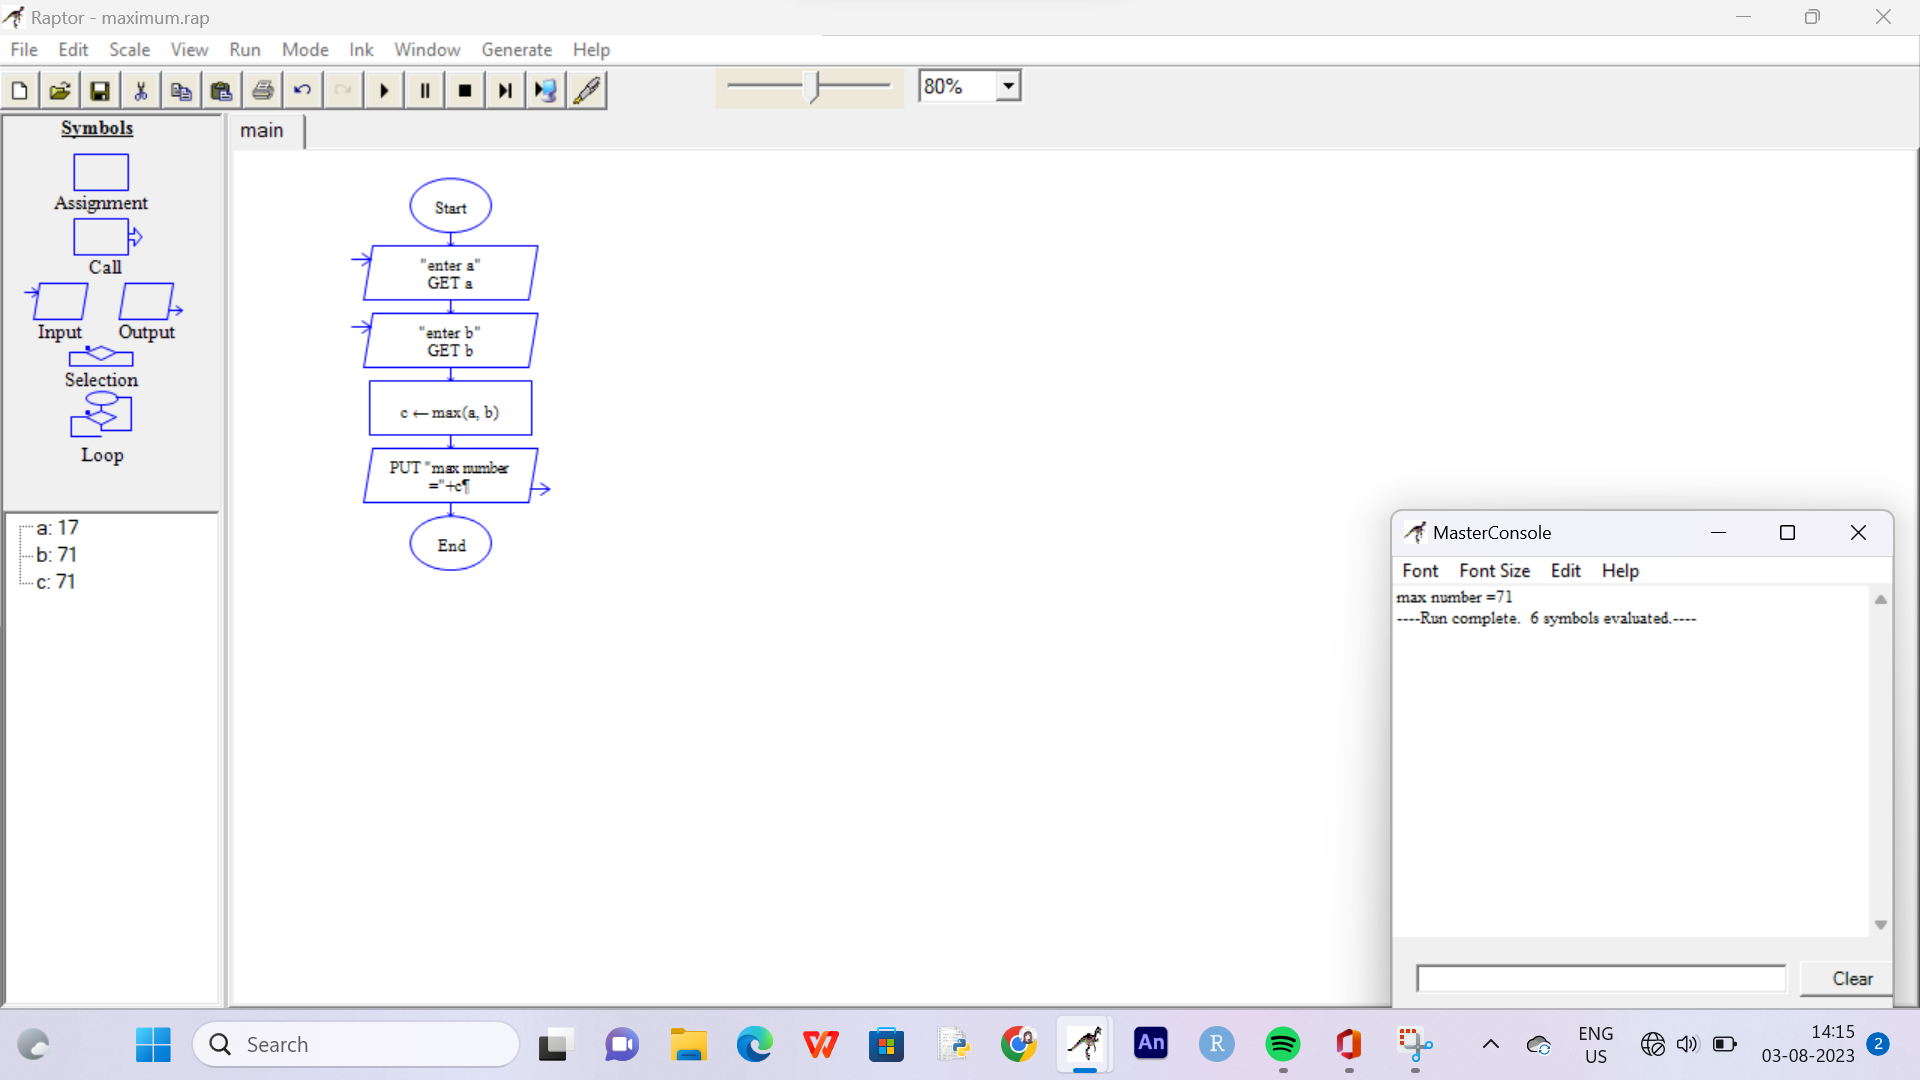 Raptor - maximum.rap
File Edit Scale View Run Mode Ink Window Generate Help
80%
Symbols
Assignment
Call
Input Output
Selection
Loop
main
Start
"enter a"
GET a
"enter b"
GET b
c ← max(a, b)
PUT "max number
="+c¶
End
a: 17
b: 71
c: 71
MasterConsole
Font Font Size Edit Help
max number =71
----Run complete.  6 symbols evaluated.----
Clear
Search
W
An
R
ENG
US
14:15
03-08-2023
2